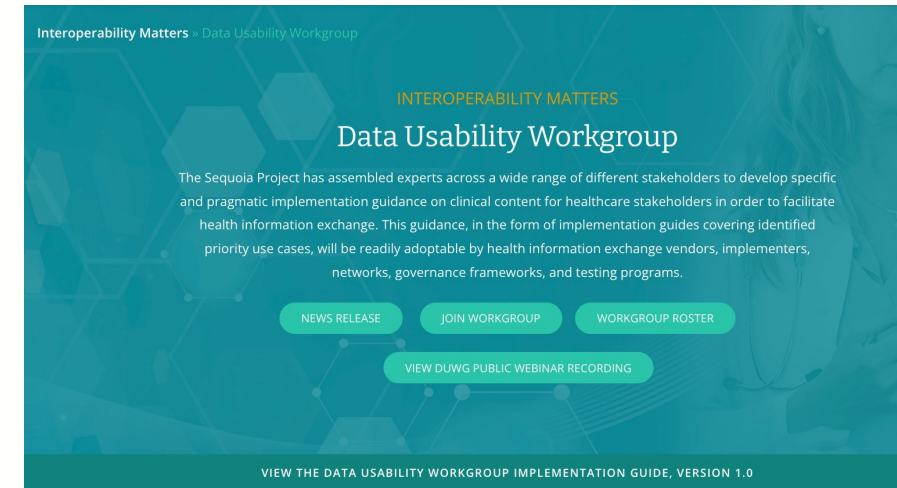 Interoperability Matters » Data Usability Workgroup
INTEROPERABILITY MATTERS
Data Usability Workgroup
The Sequoia Project has assembled experts across a wide range of different stakeholders to develop specific
and pragmatic implementation guidance on clinical content for healthcare stakeholders in order to facilitate
health information exchange. This guidance, in the form of implementation guides covering identified
priority use cases, will be readily adoptable by health information exchange vendors, implementers,
networks, governance frameworks, and testing programs.
NEWS RELEASE
JOIN WORKGROUP
WORKGROUP ROSTER
VIEW DUWG PUBLIC WEBINAR RECORDING
VIEW THE DATA USABILITY WORKGROUP IMPLEMENTATION GUIDE, VERSION 1.0